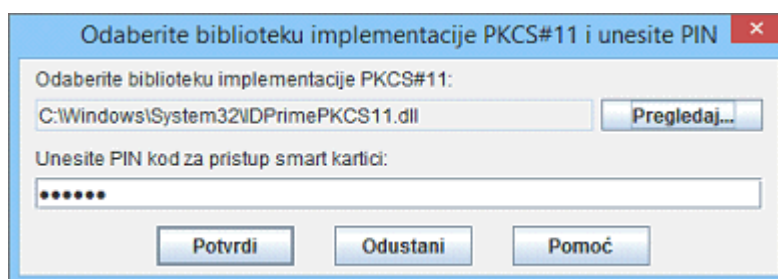 Odaberite biblioteku implementacije PKCS#11 i unesite PIN
Odaberite biblioteku implementacije PKCS#11:
C:\Windows\System32\IDPrimePKCS11.dll Pregledaj...
Unesite PIN kod za pristup smart kartici:
••••••
Potvrdi Odustani Pomoć